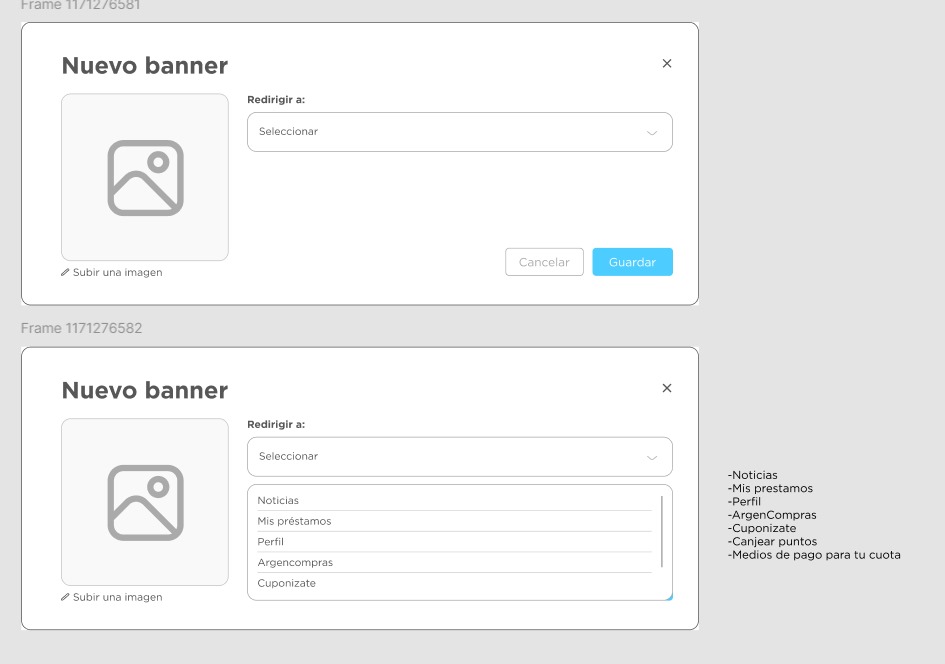 Frame 1171276581
Nuevo banner
Redirigir a:
Seleccionar
Subir una imagen
Cancelar
Guardar
Frame 1171276582
Nuevo banner
Redirigir a:
Seleccionar
Noticias
Mis préstamos
Perfil
Argencompras
Cuponizate
Subir una imagen
-Noticias
-Mis prestamos
-Perfil
-ArgenCompras
-Cuponizate
-Canjear puntos
-Medios de pago para tu cuota